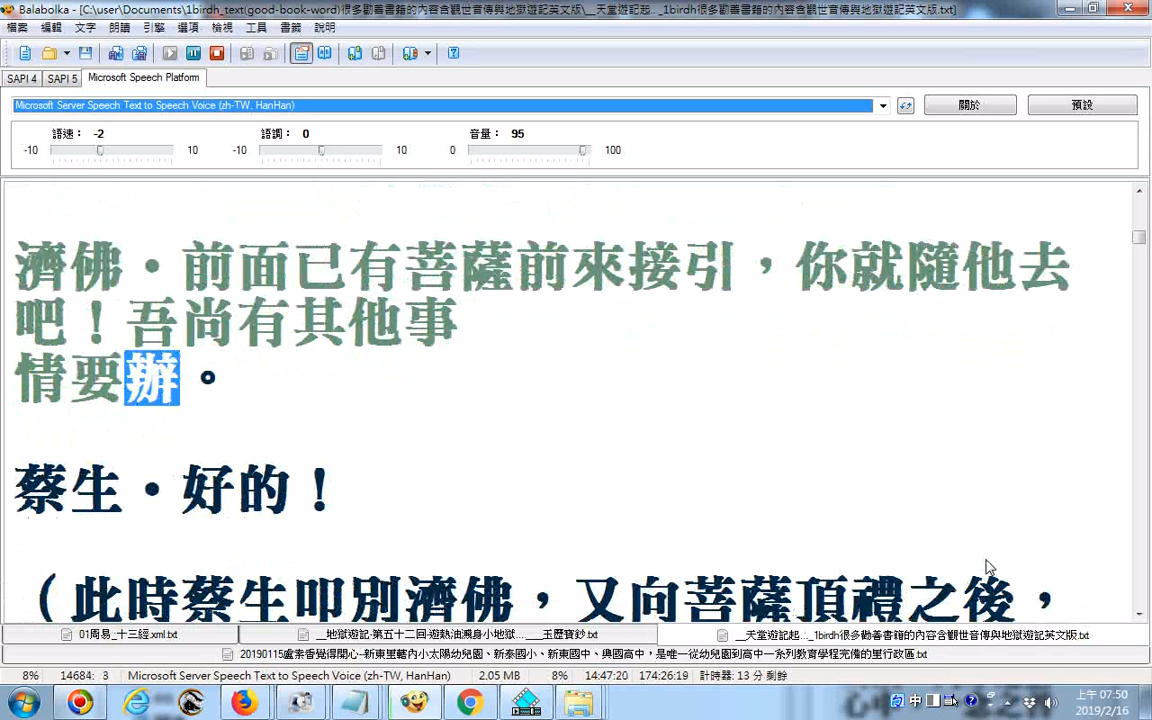 Balabolka - [C:\user\Documents\1birdh_text(good-book-word)很多勸善書籍的內容含觀世音傳與地獄遊記英文版\__天堂遊記起..._1birdh很多勸善書籍的內容含觀世音傳與地獄遊記英文版.txt]
檔案 編輯 文字 朗讀 引擎 選項 檢視 工具 書籤 說明
SAPI 4 SAPI 5 Microsoft Speech Platform
Microsoft Server Speech Text to Speech Voice (zh-TW, HanHan) 關於 預設
語速： -2 語調： 0 音量： 95
-10 10 -10 10 0 100
濟佛．前面已有菩薩前來接引，你就隨他去
吧！吾尚有其他事
情要辦。
蔡生．好的！
（此時蔡生叩別濟佛，又向菩薩頂禮之後，
01周易_十三經.xml.txt __地獄遊記-第五十二回-遊熱油濺身小地獄...___玉歷寶鈔.txt __天堂遊記起..._1birdh很多勸善書籍的內容含觀世音傳與地獄遊記英文版.txt
20190115盧素香覺得開心--新東里轄內小太陽幼兒園、新泰國小、新東國中、興國高中，是唯一從幼兒園到高中一系列教育學程完備的里行政區.txt
8% 14684: 3 Microsoft Server Speech Text to Speech Voice (zh-TW, HanHan) 2.05 MB 8% 14:47:20 174:26:19 計時器: 13 分 剩餘
中 上午 07:50
2019/2/16